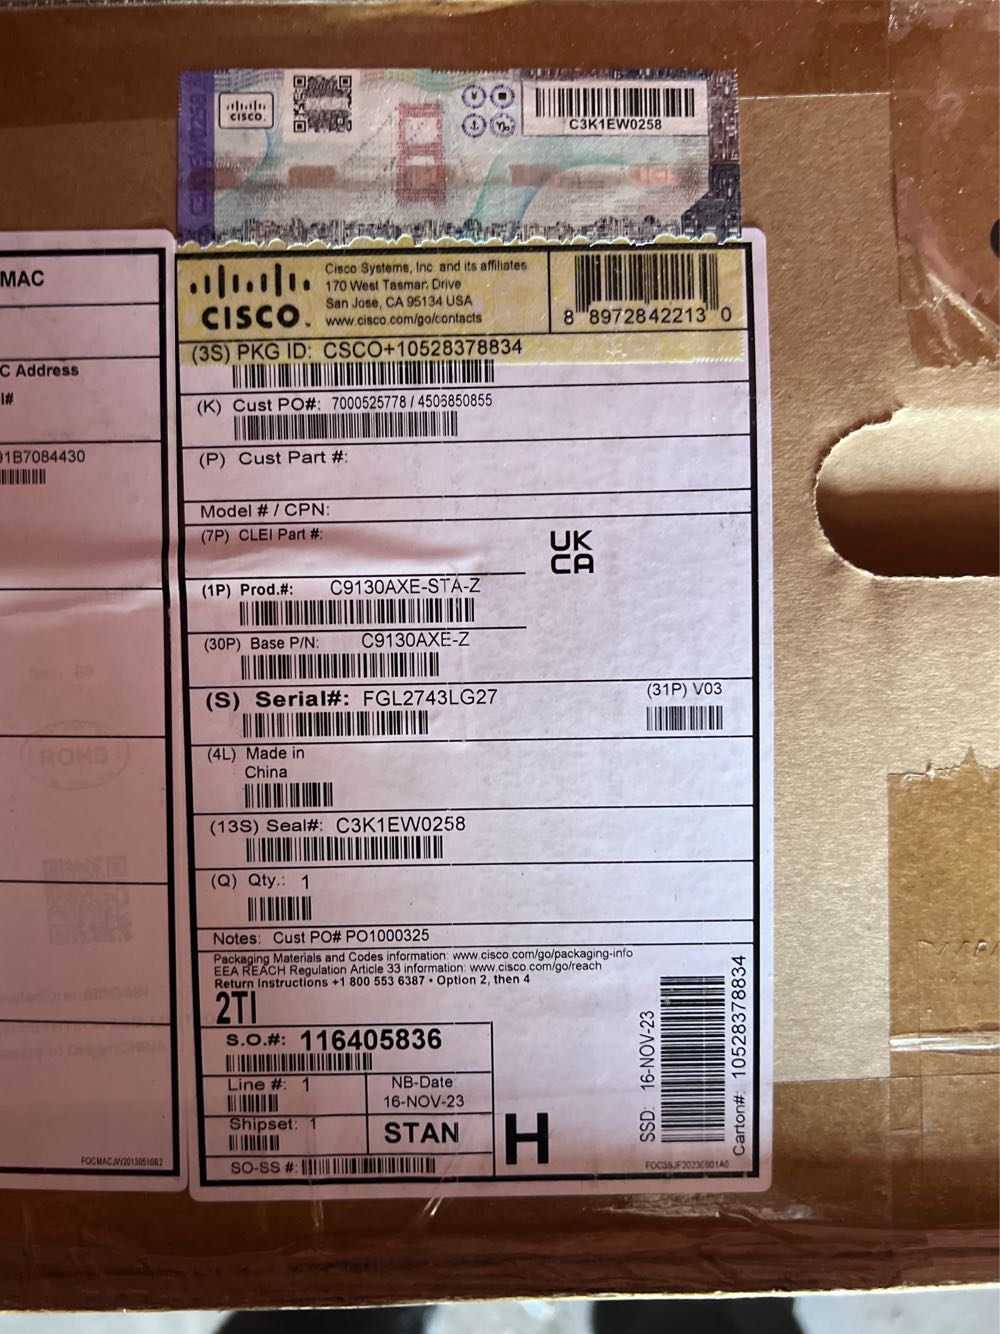 CISCO.
C3K1EW0258
C3K1EW0258
MAC
C Address
I#
91B7084430
ROHS
FOCMACJW2013051082
CISCO.
Cisco Systems, Inc. and its affiliates
170 West Tasman Drive
San Jose, CA 95134 USA
www.cisco.com/go/contacts
8 8972842213 0
(3S) PKG ID: CSCO+10528378834
(K) Cust PO#: 7000525778 / 4506850855
(P) Cust Part #:
Model # / CPN:
(7P) CLEI Part #:
UK
CA
(1P) Prod.#: C9130AXE-STA-Z
(30P) Base P/N: C9130AXE-Z
(S) Serial#: FGL2743LG27
(31P) V03
(4L) Made in
China
(13S) Seal#: C3K1EW0258
(Q) Qty.: 1
Notes: Cust PO# PO1000325
Packaging Materials and Codes information: www.cisco.com/go/packaging-info
EEA REACH Regulation Article 33 information: www.cisco.com/go/reach
Return Instructions +1 800 553 6387 • Option 2, then 4
2TI
S.O.#: 116405836
Line #: 1
NB-Date
16-NOV-23
Shipset: 1
STAN
H
SO-SS #:
SSD: 16-NOV-23
Carton#: 10528378834